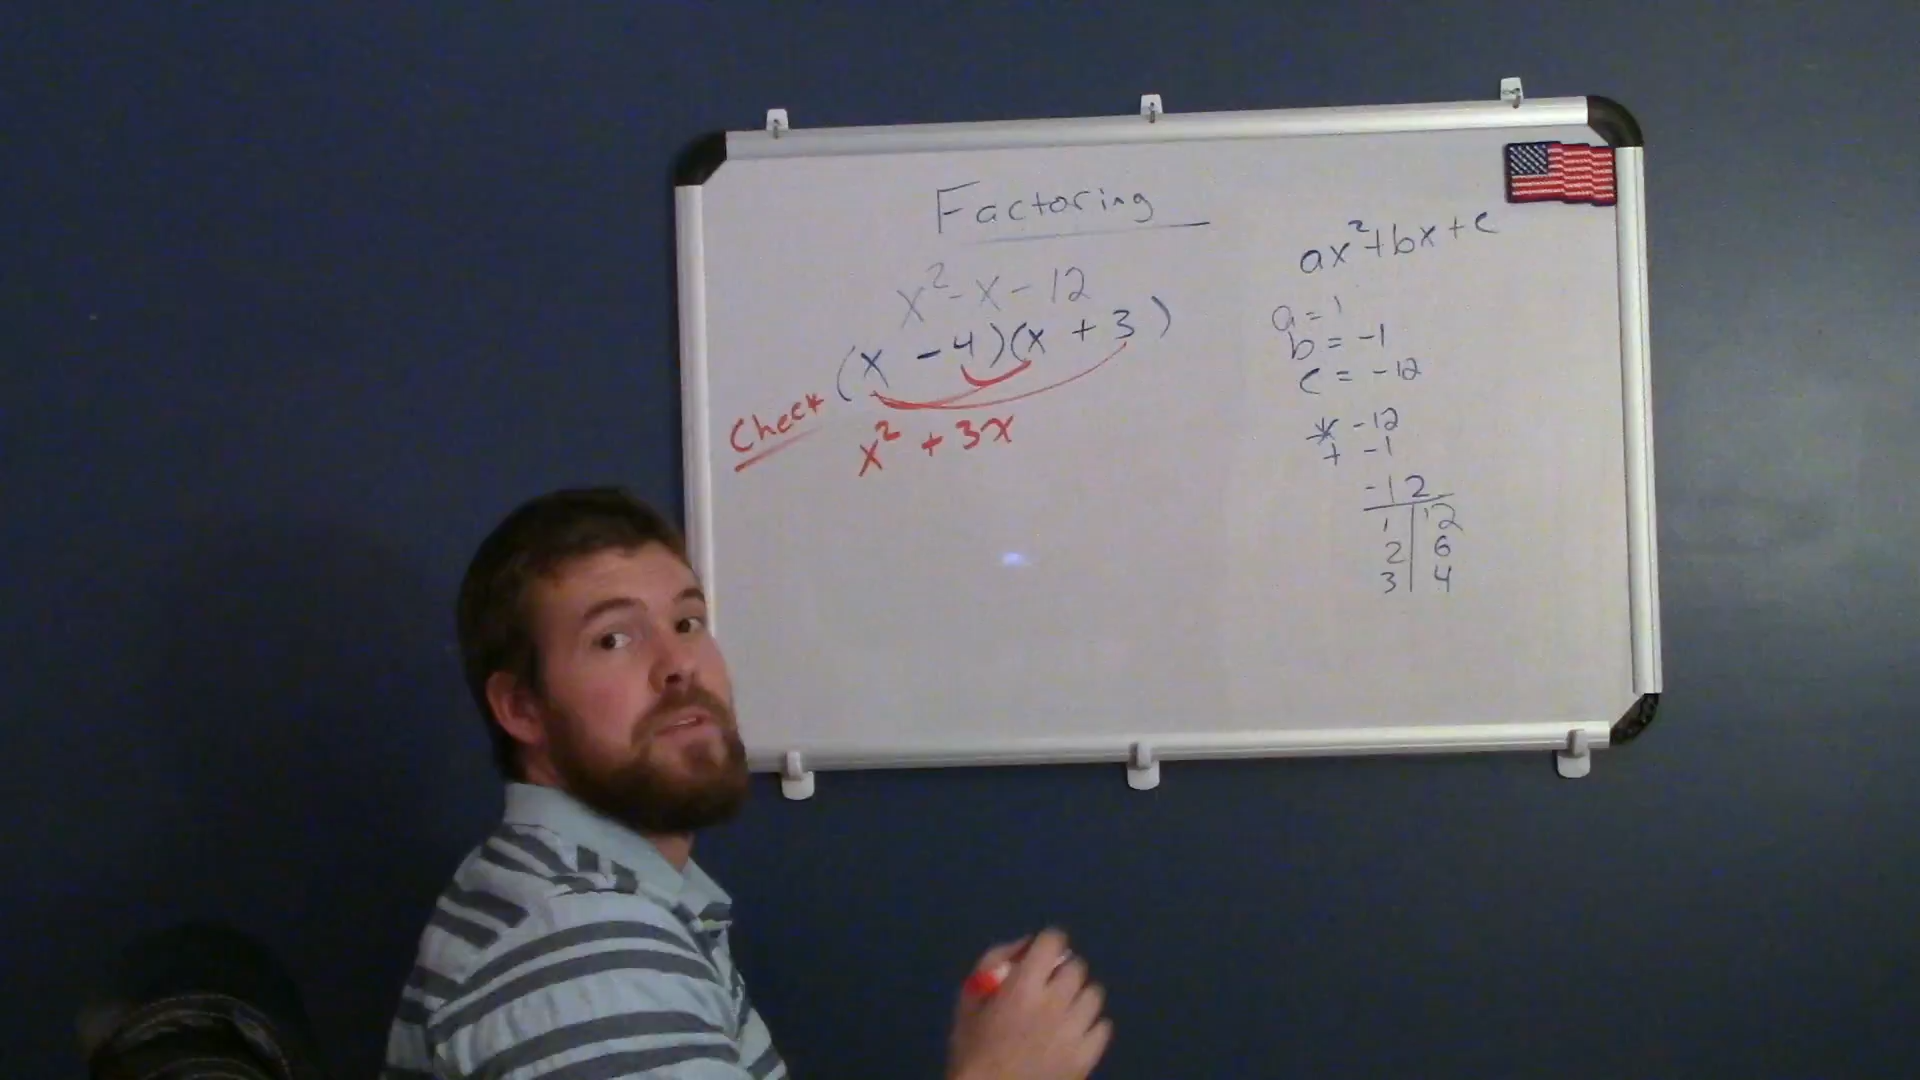 Factoring
x² - x - 12
(x - 4)(x + 3)
Check
x² + 3x
ax² + bx + c
a = 1
b = -1
c = -12
* -12
+ -1
-12
1 | 12
2 | 6
3 | 4